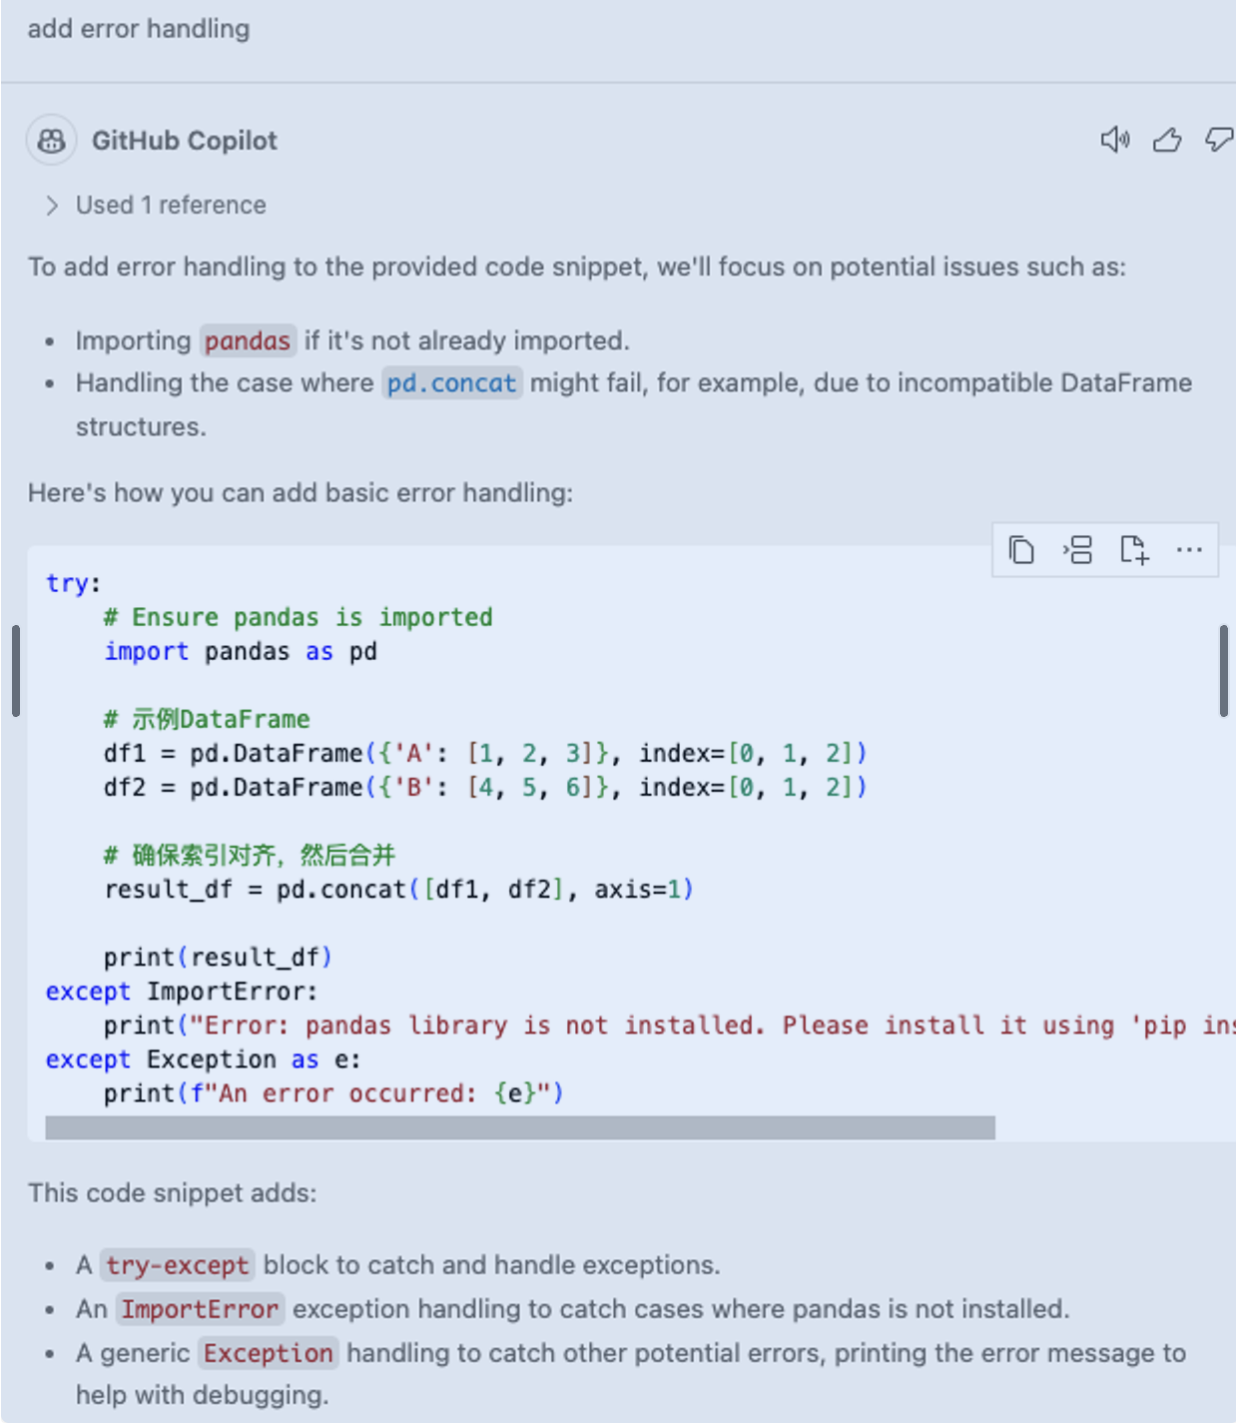 add error handling
GitHub Copilot
Used 1 reference
To add error handling to the provided code snippet, we'll focus on potential issues such as:
• Importing pandas if it's not already imported.
• Handling the case where pd.concat might fail, for example, due to incompatible DataFrame
structures.
Here's how you can add basic error handling:
try:
    # Ensure pandas is imported
    import pandas as pd
    # 示例DataFrame
    df1 = pd.DataFrame({'A': [1, 2, 3]}, index=[0, 1, 2])
    df2 = pd.DataFrame({'B': [4, 5, 6]}, index=[0, 1, 2])
    # 确保索引对齐，然后合并
    result_df = pd.concat([df1, df2], axis=1)
    print(result_df)
except ImportError:
    print("Error: pandas library is not installed. Please install it using 'pip ins
except Exception as e:
    print(f"An error occurred: {e}")
This code snippet adds:
• A try-except block to catch and handle exceptions.
• An ImportError exception handling to catch cases where pandas is not installed.
• A generic Exception handling to catch other potential errors, printing the error message to
help with debugging.